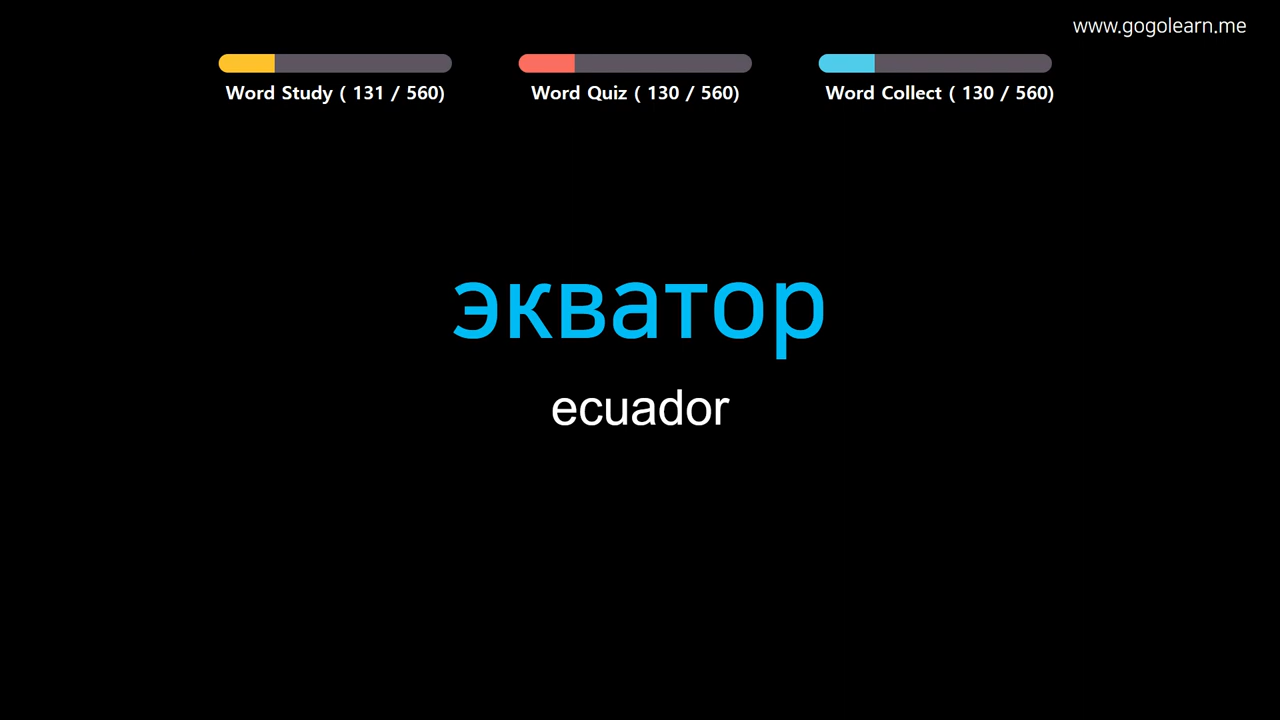 www.gogolearn.me
Word Study ( 131 / 560)
Word Quiz ( 130 / 560)
Word Collect ( 130 / 560)
экватор
ecuador